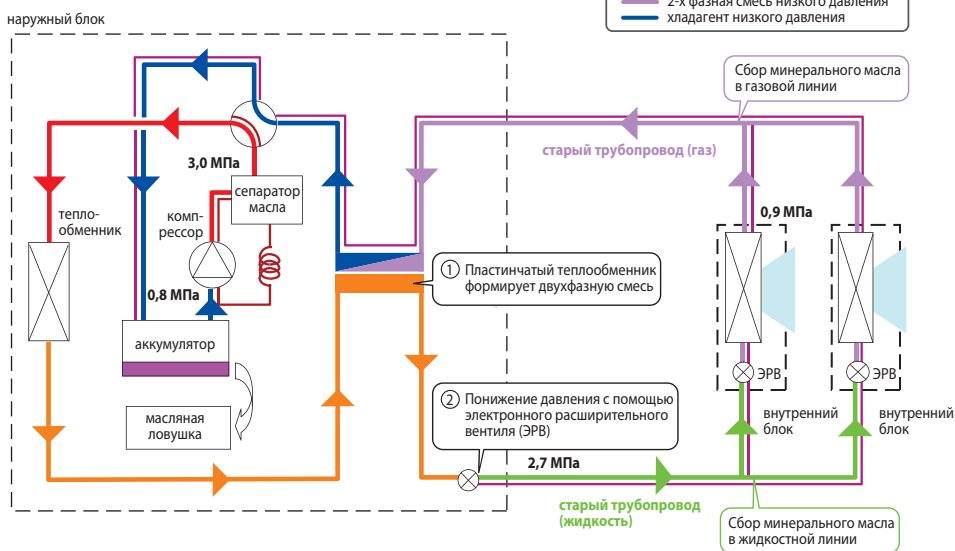 2-х фазная смесь низкого давления
хладагент низкого давления
наружный блок
Сбор минерального масла
в газовой линии
старый трубопровод (газ)
3,0 МПа
сепаратор
масла
тепло-
обменник
комп-
рессор
0,9 МПа
1 Пластинчатый теплообменник
формирует двухфазную смесь
0,8 МПа
аккумулятор
ЭРВ
ЭРВ
масляная
ловушка
2 Понижение давления с помощью
электронного расширительного
вентиля (ЭРВ)
внутренний
блок
внутренний
блок
2,7 МПа
старый трубопровод
(жидкость)
Сбор минерального масла
в жидкостной линии